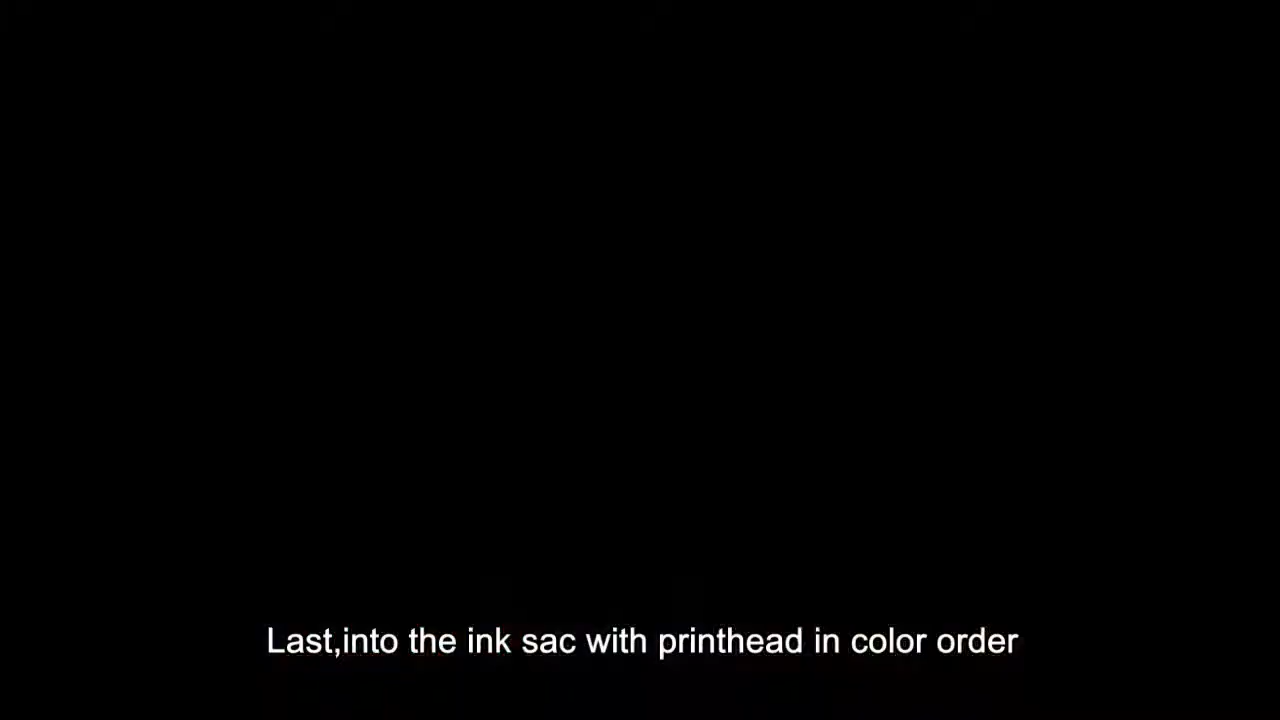 Last,into the ink sac with printhead in color order